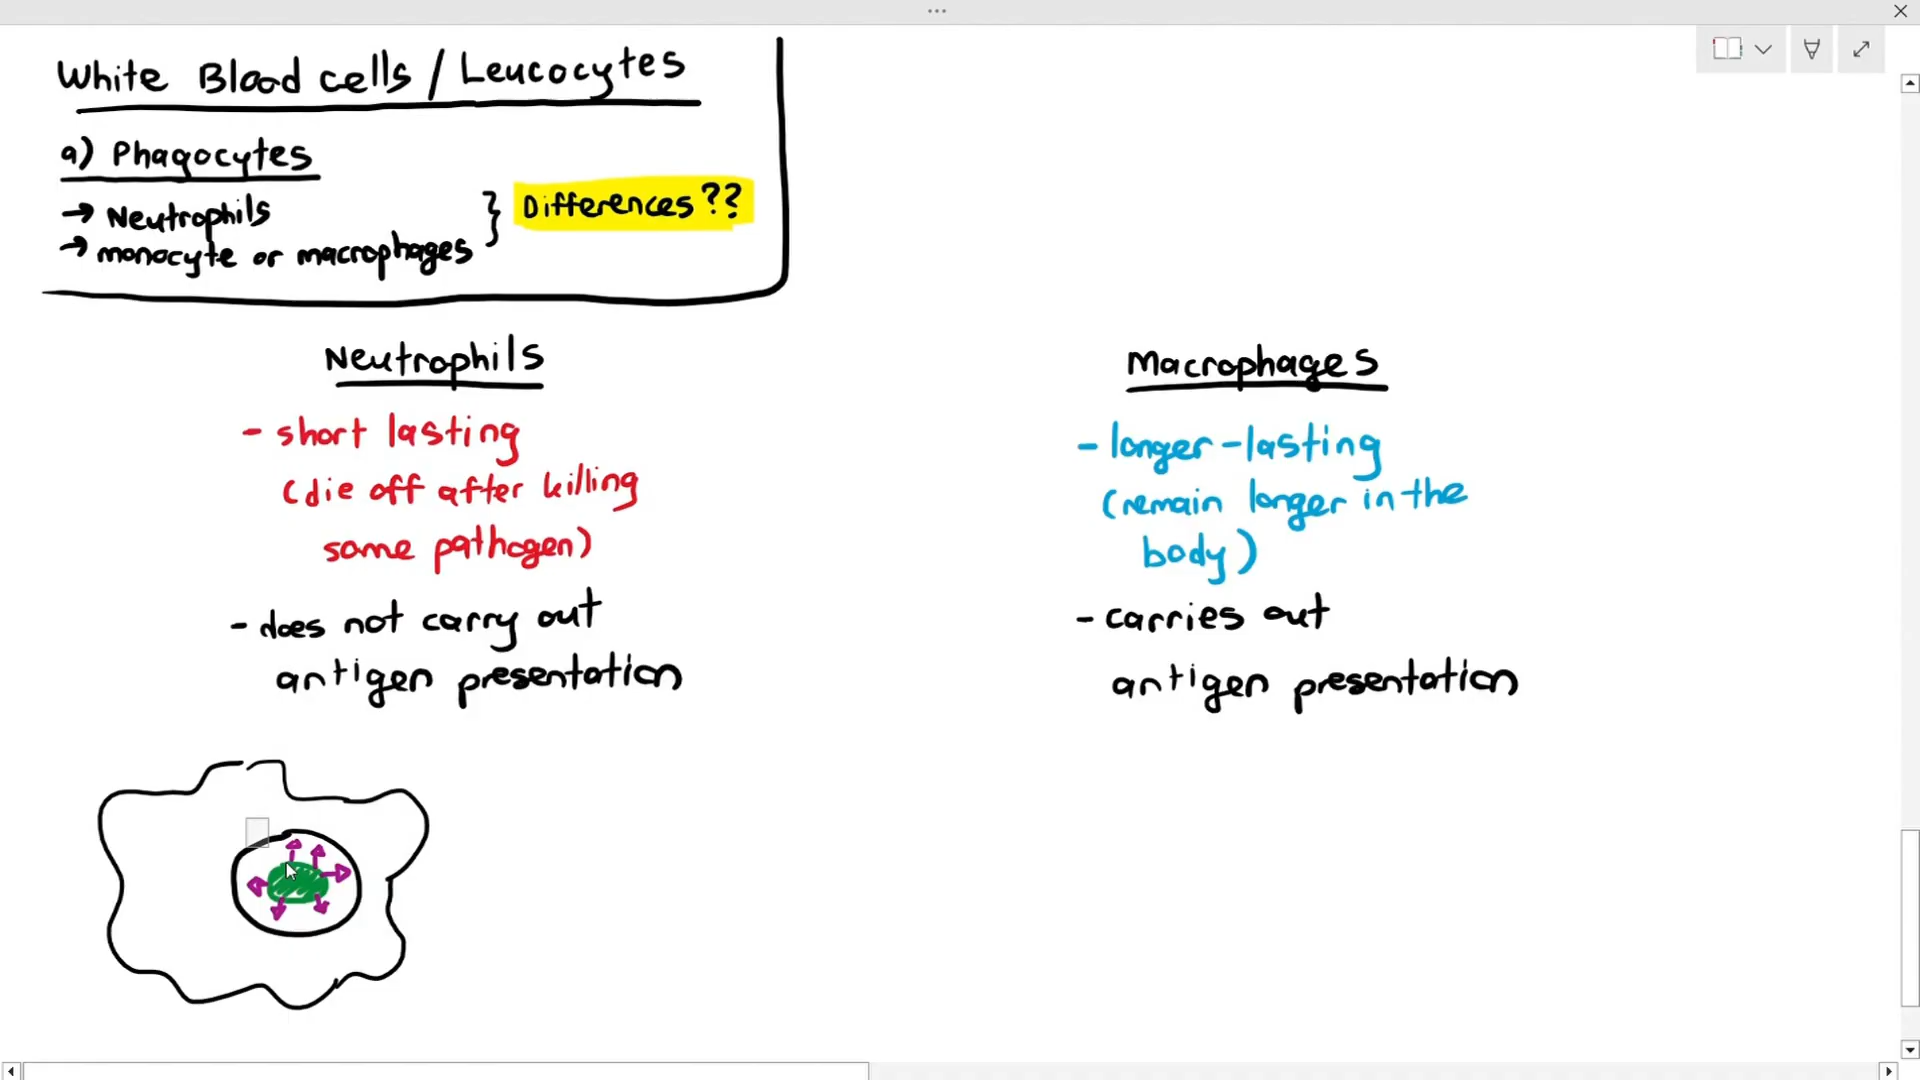 White Blood cells / Leucocytes
a) Phagocytes
→ Neutrophils
→ monocyte or macrophages
} Differences??
Neutrophils
- short lasting
(die off after killing
some pathogen)
- does not carry out
antigen presentation
Macrophages
- longer-lasting
(remain longer in the
body)
- carries out
antigen presentation